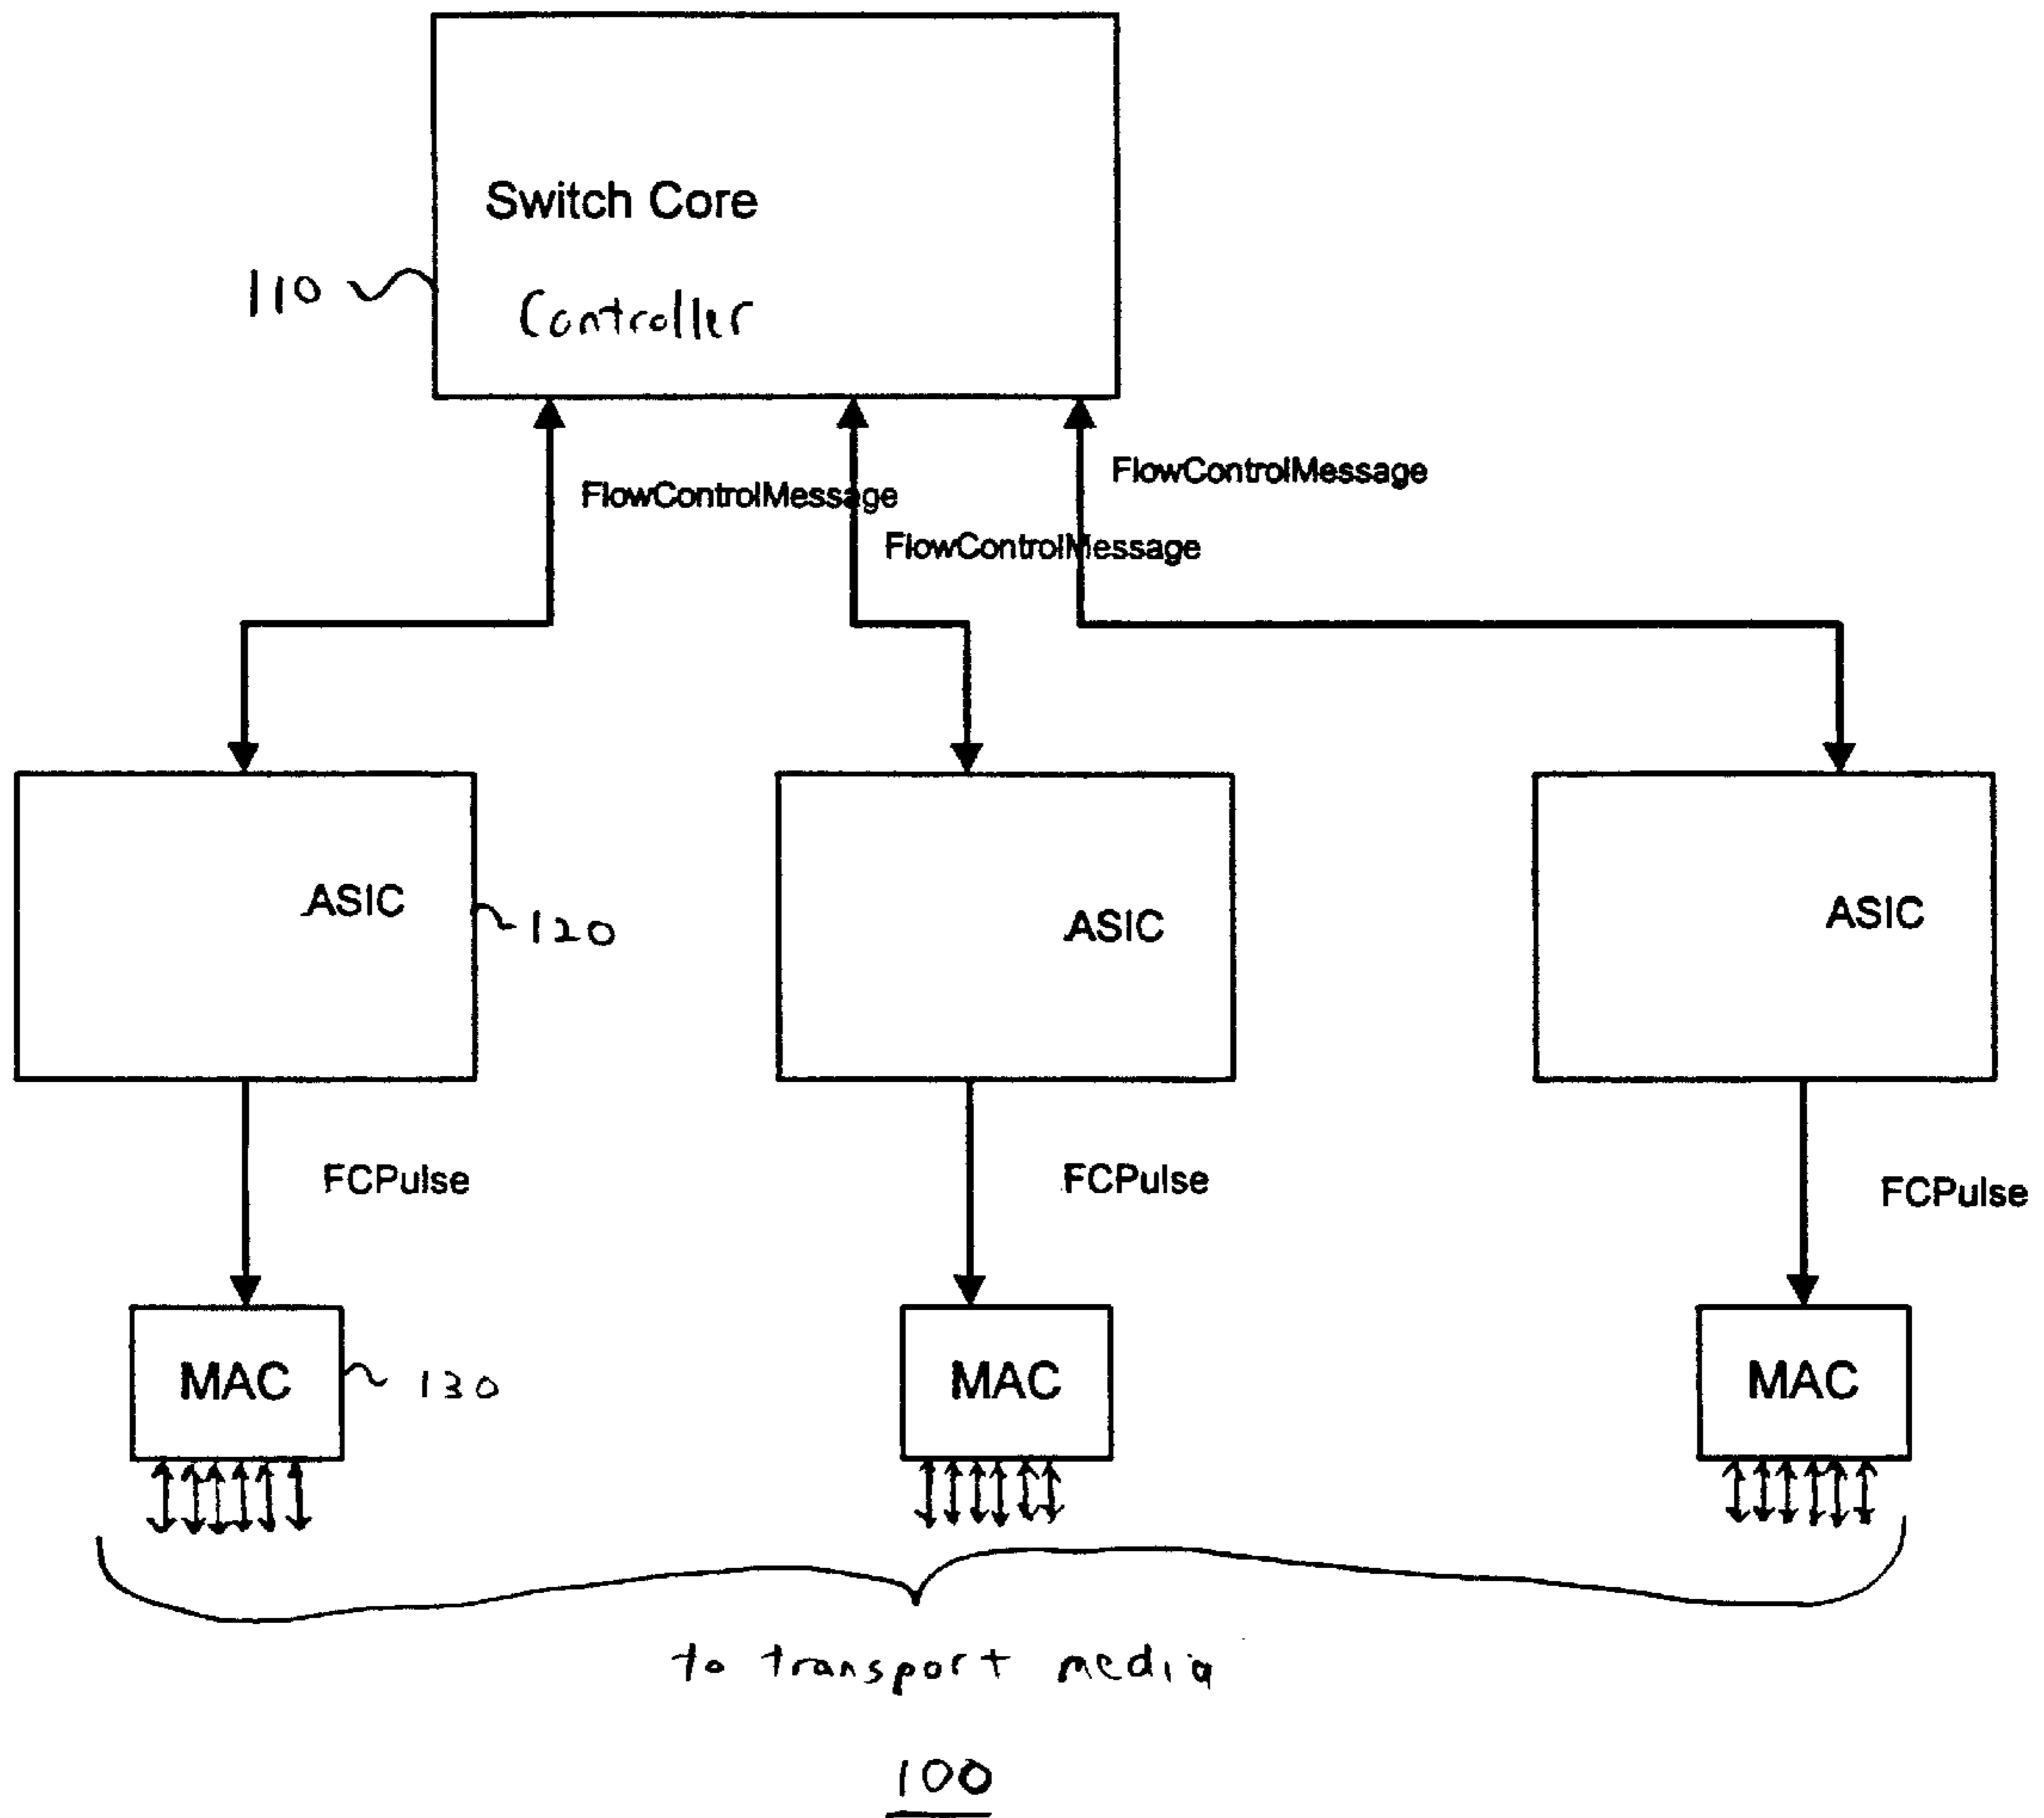 Switch Core
110
Controller
FlowControlMessage
FlowControlMessage
FlowControlMessage
ASIC
120
ASIC
ASIC
FCPulse
FCPulse
FCPulse
MAC
130
MAC
MAC
to transport media
100